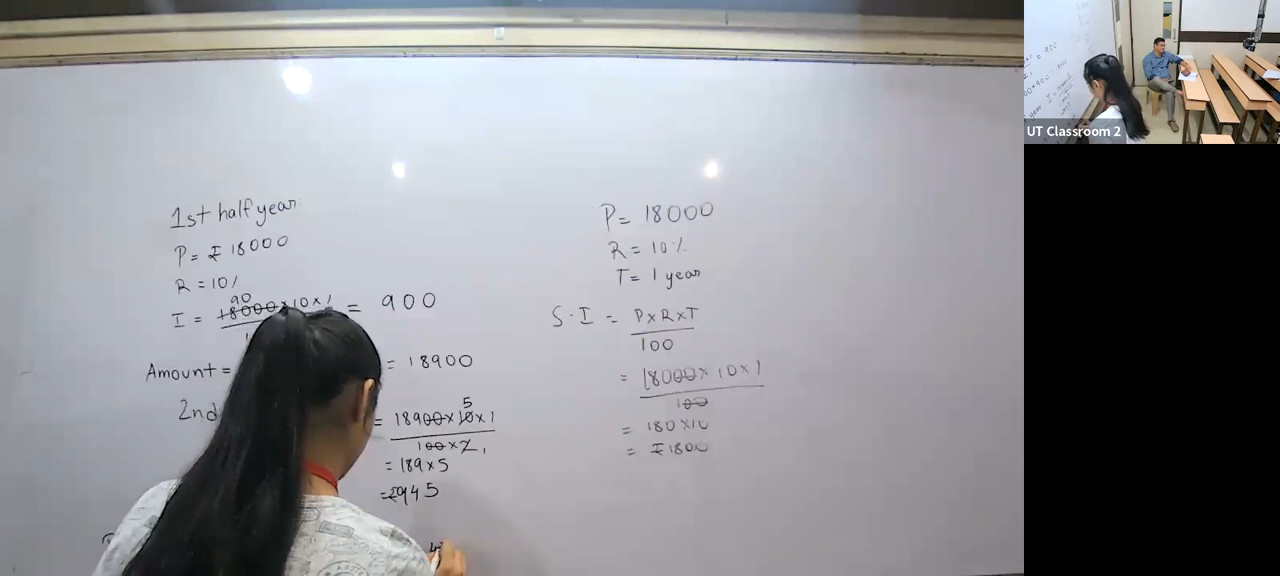 1st half year
P = ₹ 18000
R = 10%
90
I = 18000 × 10 × 1 = 900
Amount = = 18900
5
2nd = 18900 × 10 × 1
100 × 2
= 189 × 5
= ₹945
P = 18000
R = 10%
T = 1 year
S.I = P × R × T
100
= 18000 × 10 × 1
100
= 180 × 10
= ₹1800
UT Classroom 2